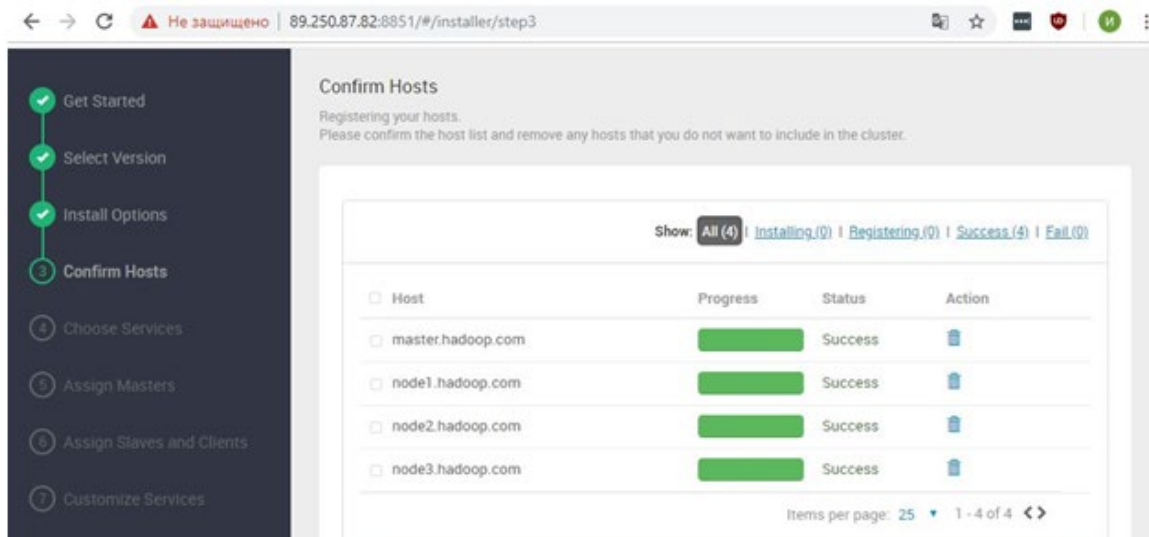 Не защищено | 89.250.87.82:8851/#/installer/step3
И
Get Started
Select Version
Install Options
3 Confirm Hosts
4 Choose Services
5 Assign Masters
6 Assign Slaves and Clients
7 Customize Services
Confirm Hosts
Registering your hosts.
Please confirm the host list and remove any hosts that you do not want to include in the cluster.
Show: All (4) | Installing (0) | Registering (0) | Success (4) | Fail (0)
Host Progress Status Action
master.hadoop.com Success
node1.hadoop.com Success
node2.hadoop.com Success
node3.hadoop.com Success
Items per page: 25 1 - 4 of 4